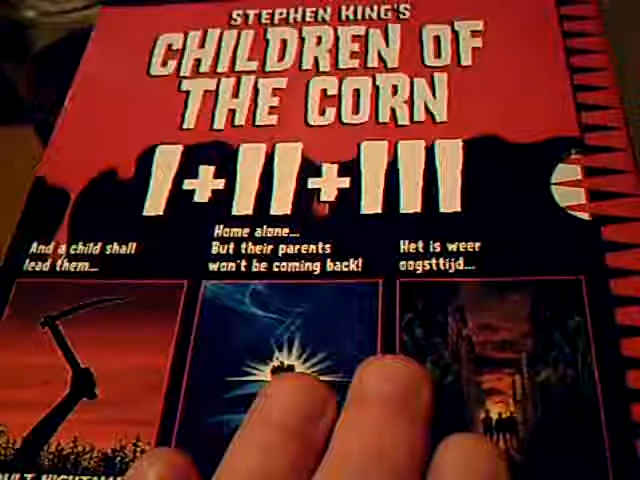 STEPHEN KING'S
CHILDREN OF
THE CORN
I+II+III
And a child shall
lead them...
Home alone...
But their parents
won't be coming back!
Het is weer
oogsttijd...